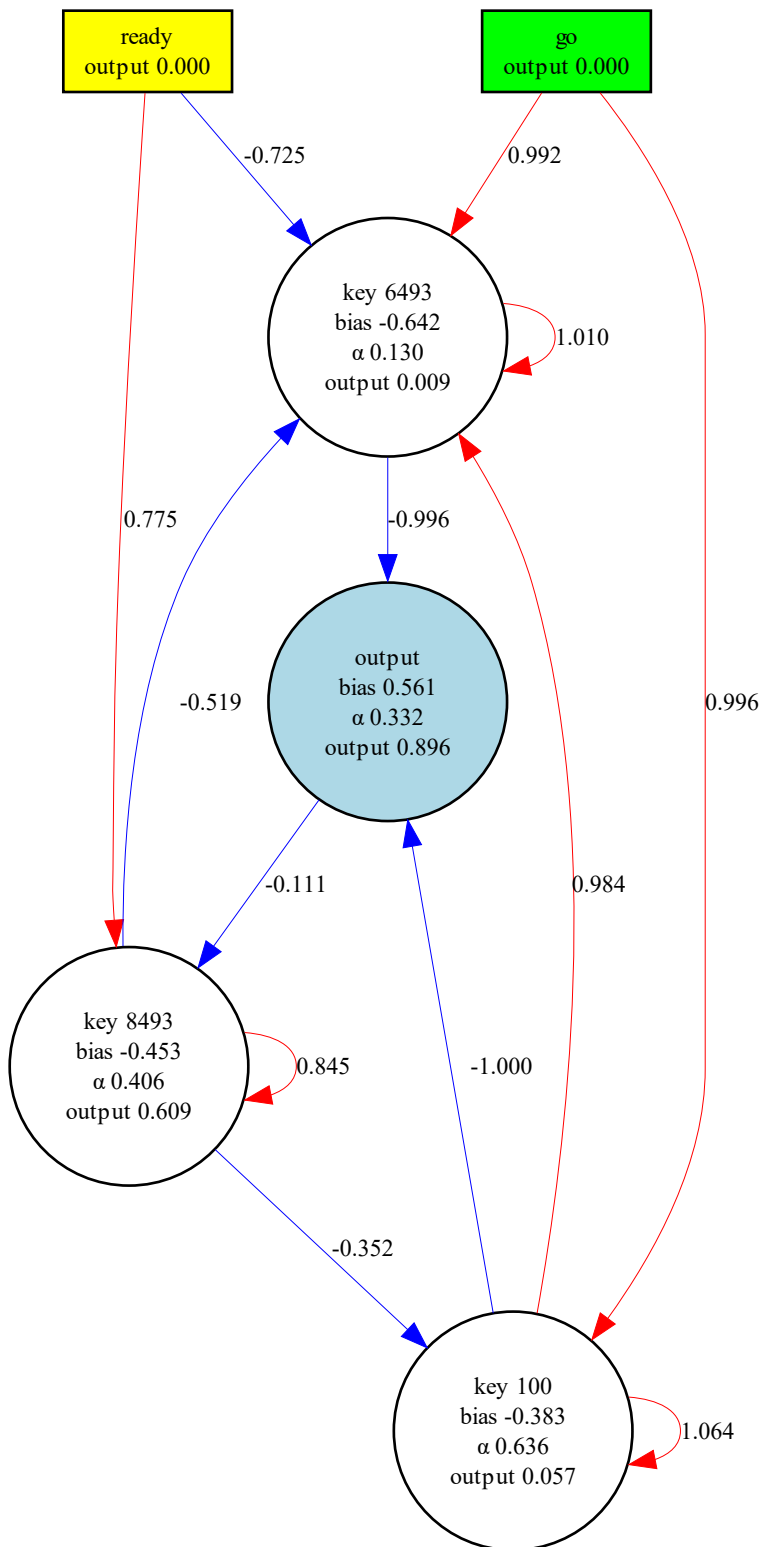 ready
output 0.000
go
output 0.000
-0.725
0.992
key 6493
bias -0.642
α 0.130
output 0.009
1.010
0.775
-0.996
-0.519
output
bias 0.561
α 0.332
output 0.896
0.996
-0.111
0.984
key 8493
bias -0.453
α 0.406
output 0.609
0.845
-1.000
-0.352
key 100
bias -0.383
α 0.636
output 0.057
1.064